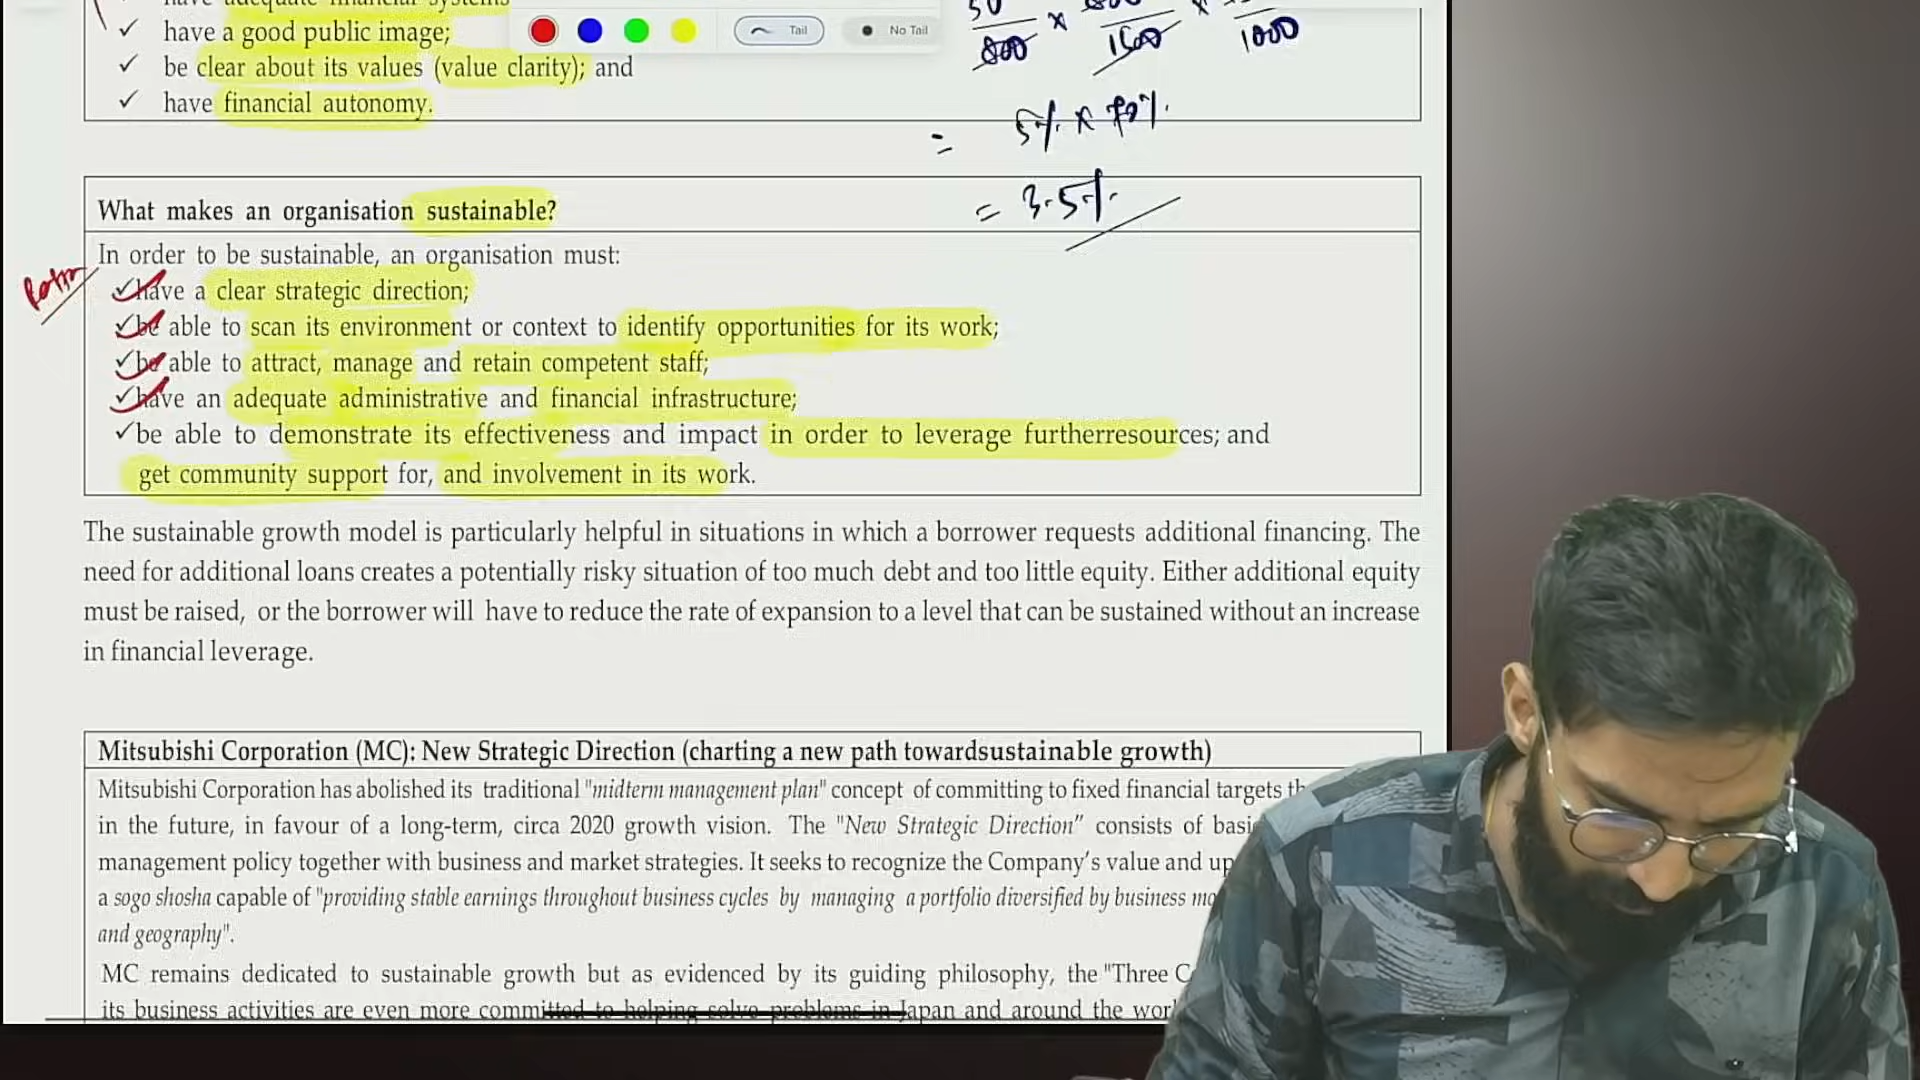 have adequate financial systems
✓ have a good public image;
Tail
No Tail
✓ be clear about its values (value clarity); and
✓ have financial autonomy.
50
800 × 1500 × 1000
= 5% × 70%
= 3.5%
What makes an organisation sustainable?
In order to be sustainable, an organisation must:
✓have a clear strategic direction;
✓be able to scan its environment or context to identify opportunities for its work;
✓be able to attract, manage and retain competent staff;
✓have an adequate administrative and financial infrastructure;
✓be able to demonstrate its effectiveness and impact in order to leverage furtherresources; and
get community support for, and involvement in its work.
The sustainable growth model is particularly helpful in situations in which a borrower requests additional financing. The
need for additional loans creates a potentially risky situation of too much debt and too little equity. Either additional equity
must be raised, or the borrower will have to reduce the rate of expansion to a level that can be sustained without an increase
in financial leverage.
Mitsubishi Corporation (MC): New Strategic Direction (charting a new path towardsustainable growth)
Mitsubishi Corporation has abolished its traditional "midterm management plan" concept of committing to fixed financial targets th
in the future, in favour of a long-term, circa 2020 growth vision. The "New Strategic Direction" consists of basi
management policy together with business and market strategies. It seeks to recognize the Company's value and up
a sogo shosha capable of "providing stable earnings throughout business cycles by managing a portfolio diversified by business mo
and geography".
MC remains dedicated to sustainable growth but as evidenced by its guiding philosophy, the "Three C
its business activities are even more committed to helping solve problems in Japan and around the wor